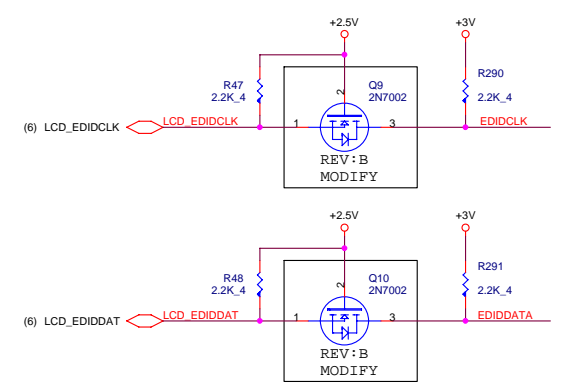 +2.5V
+3V
R47
2.2K_4
2
Q9
2N7002
R290
2.2K_4
(6) LCD_EDIDCLK
LCD_EDIDCLK
1
3
EDIDCLK
REV:B
MODIFY
+2.5V
+3V
R48
2.2K_4
2
Q10
2N7002
R291
2.2K_4
(6) LCD_EDIDDAT
LCD_EDIDDAT
1
3
EDIDDATA
REV:B
MODIFY